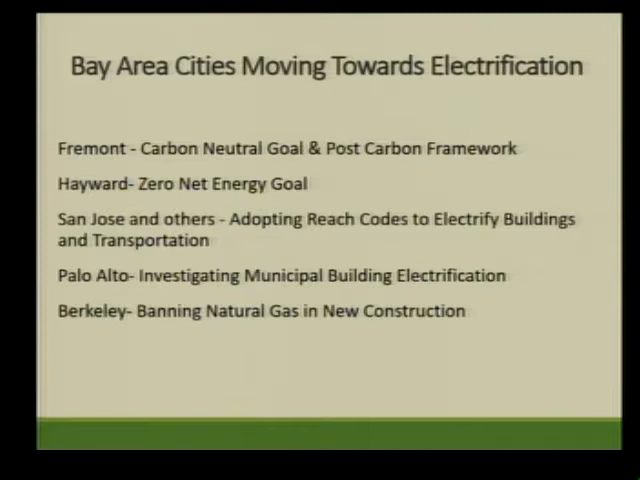 Bay Area Cities Moving Towards Electrification
Fremont - Carbon Neutral Goal & Post Carbon Framework
Hayward- Zero Net Energy Goal
San Jose and others - Adopting Reach Codes to Electrify Buildings
and Transportation
Palo Alto- Investigating Municipal Building Electrification
Berkeley- Banning Natural Gas in New Construction